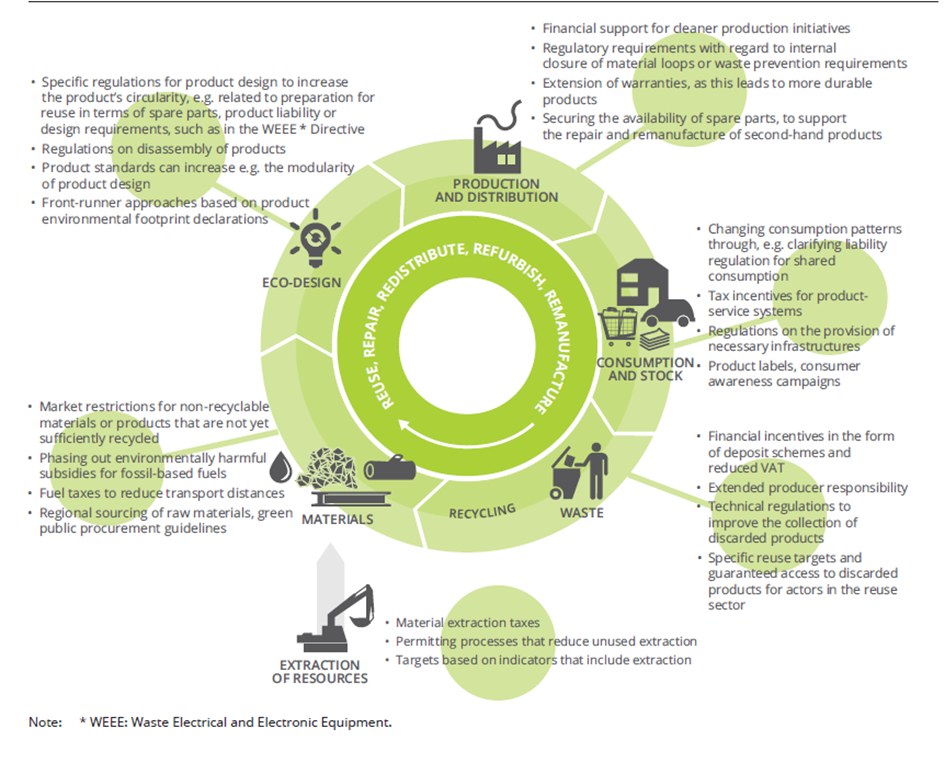 • Financial support for cleaner production initiatives
• Regulatory requirements with regard to internal
closure of material loops or waste prevention requirements
• Extension of warranties, as this leads to more durable
products
• Securing the availability of spare parts, to support
the repair and remanufacture of second-hand products
• Specific regulations for product design to increase
the product's circularity, e.g. related to preparation for
reuse in terms of spare parts, product liability or
design requirements, such as in the WEEE * Directive
• Regulations on disassembly of products
• Product standards can increase e.g. the modularity
of product design
• Front-runner approaches based on product
environmental footprint declarations
PRODUCTION
AND DISTRIBUTION
ECO-DESIGN
REUSE, REPAIR, REDISTRIBUTE, REFURBISH, REMANUFACTURE
• Changing consumption patterns
through, e.g. clarifying liability
regulation for shared
consumption
• Tax incentives for product-
service systems
• Regulations on the provision of
necessary infrastructures
• Product labels, consumer
awareness campaigns
CONSUMPTION
AND STOCK
• Market restrictions for non-recyclable
materials or products that are not yet
sufficiently recycled
• Phasing out environmentally harmful
subsidies for fossil-based fuels
• Fuel taxes to reduce transport distances
• Regional sourcing of raw materials, green
public procurement guidelines
MATERIALS
RECYCLING
WASTE
• Financial incentives in the form
of deposit schemes and
reduced VAT
• Extended producer responsibility
• Technical regulations to
improve the collection of
discarded products
• Specific reuse targets and
guaranteed access to discarded
products for actors in the reuse
sector
EXTRACTION
OF RESOURCES
• Material extraction taxes
• Permitting processes that reduce unused extraction
• Targets based on indicators that include extraction
Note: * WEEE: Waste Electrical and Electronic Equipment.